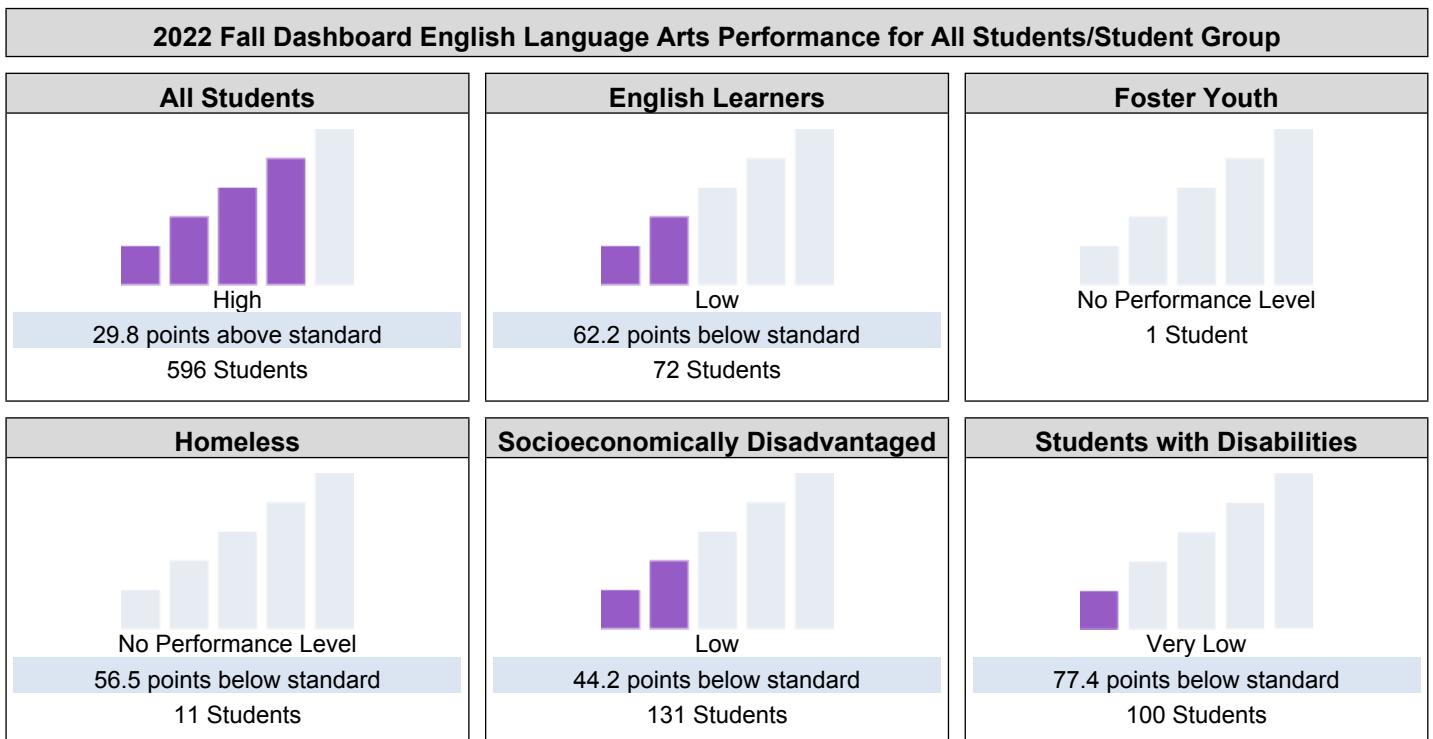 2022 Fall Dashboard English Language Arts Performance for All Students/Student Group
All Students
High
29.8 points above standard
596 Students
English Learners
Low
62.2 points below standard
72 Students
Foster Youth
No Performance Level
1 Student
Homeless
No Performance Level
56.5 points below standard
11 Students
Socioeconomically Disadvantaged
Low
44.2 points below standard
131 Students
Students with Disabilities
Very Low
77.4 points below standard
100 Students